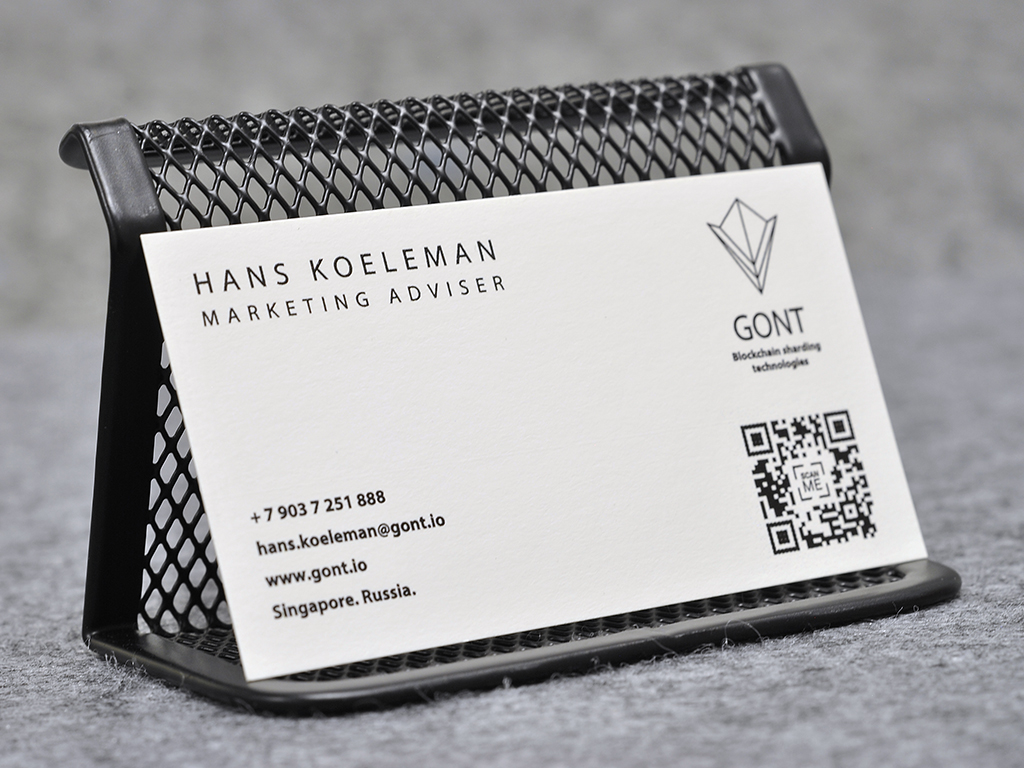 HANS KOELEMAN
MARKETING ADVISER
GONT
Blockchain sharding
technologies
SCAN
ME
+7 903 7 251 888
hans.koeleman@gont.io
www.gont.io
Singapore. Russia.